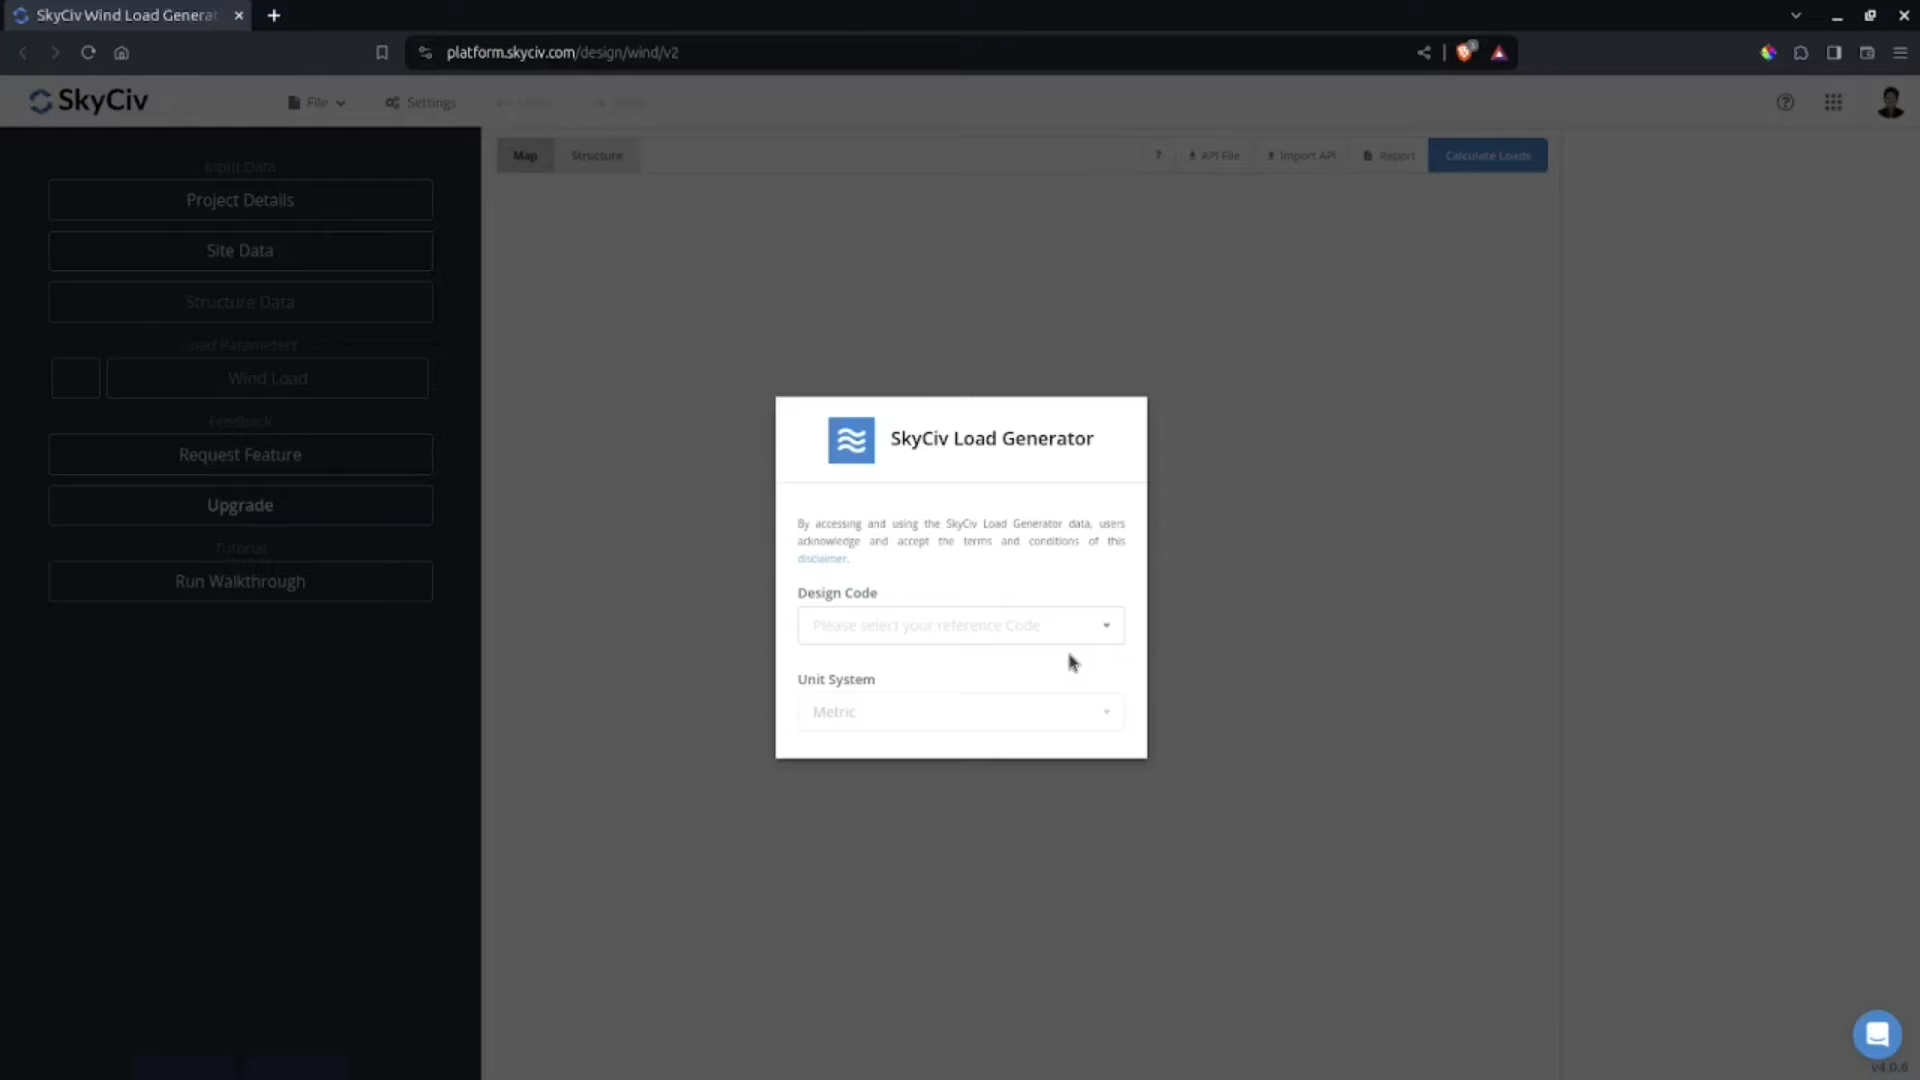 SkyCiv Wind Load Generat
platform.skyciv.com/design/wind/v2
SkyCiv
File
Settings
Input Data
Project Details
Site Data
Structure Data
Load Parameters
Wind Load
Feedback
Request Feature
Upgrade
Tutorial
Run Walkthrough
Map
Structure
?
API File
Import API
Report
Calculate Loads
SkyCiv Load Generator
By accessing and using the SkyCiv Load Generator data, users
acknowledge and accept the terms and conditions of this
disclaimer.
Design Code
Please select your reference Code
Unit System
Metric
v4.0.6